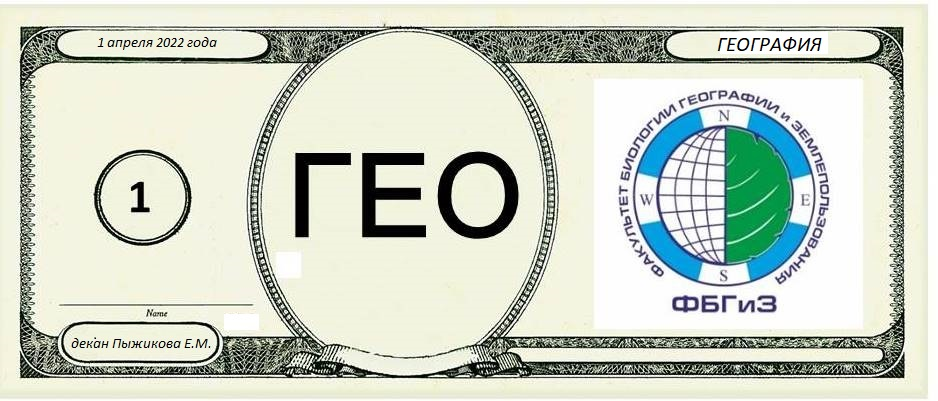 1 апреля 2022 года
ГЕОГРАФИЯ
1
ГЕО
ФАКУЛЬТЕТ БИОЛОГИИ ГЕОГРАФИИ и ЗЕМЛЕПОЛЬЗОВАНИЯ
N
W
E
S
ФБГиЗ
Name
декан Пыжикова Е.М.